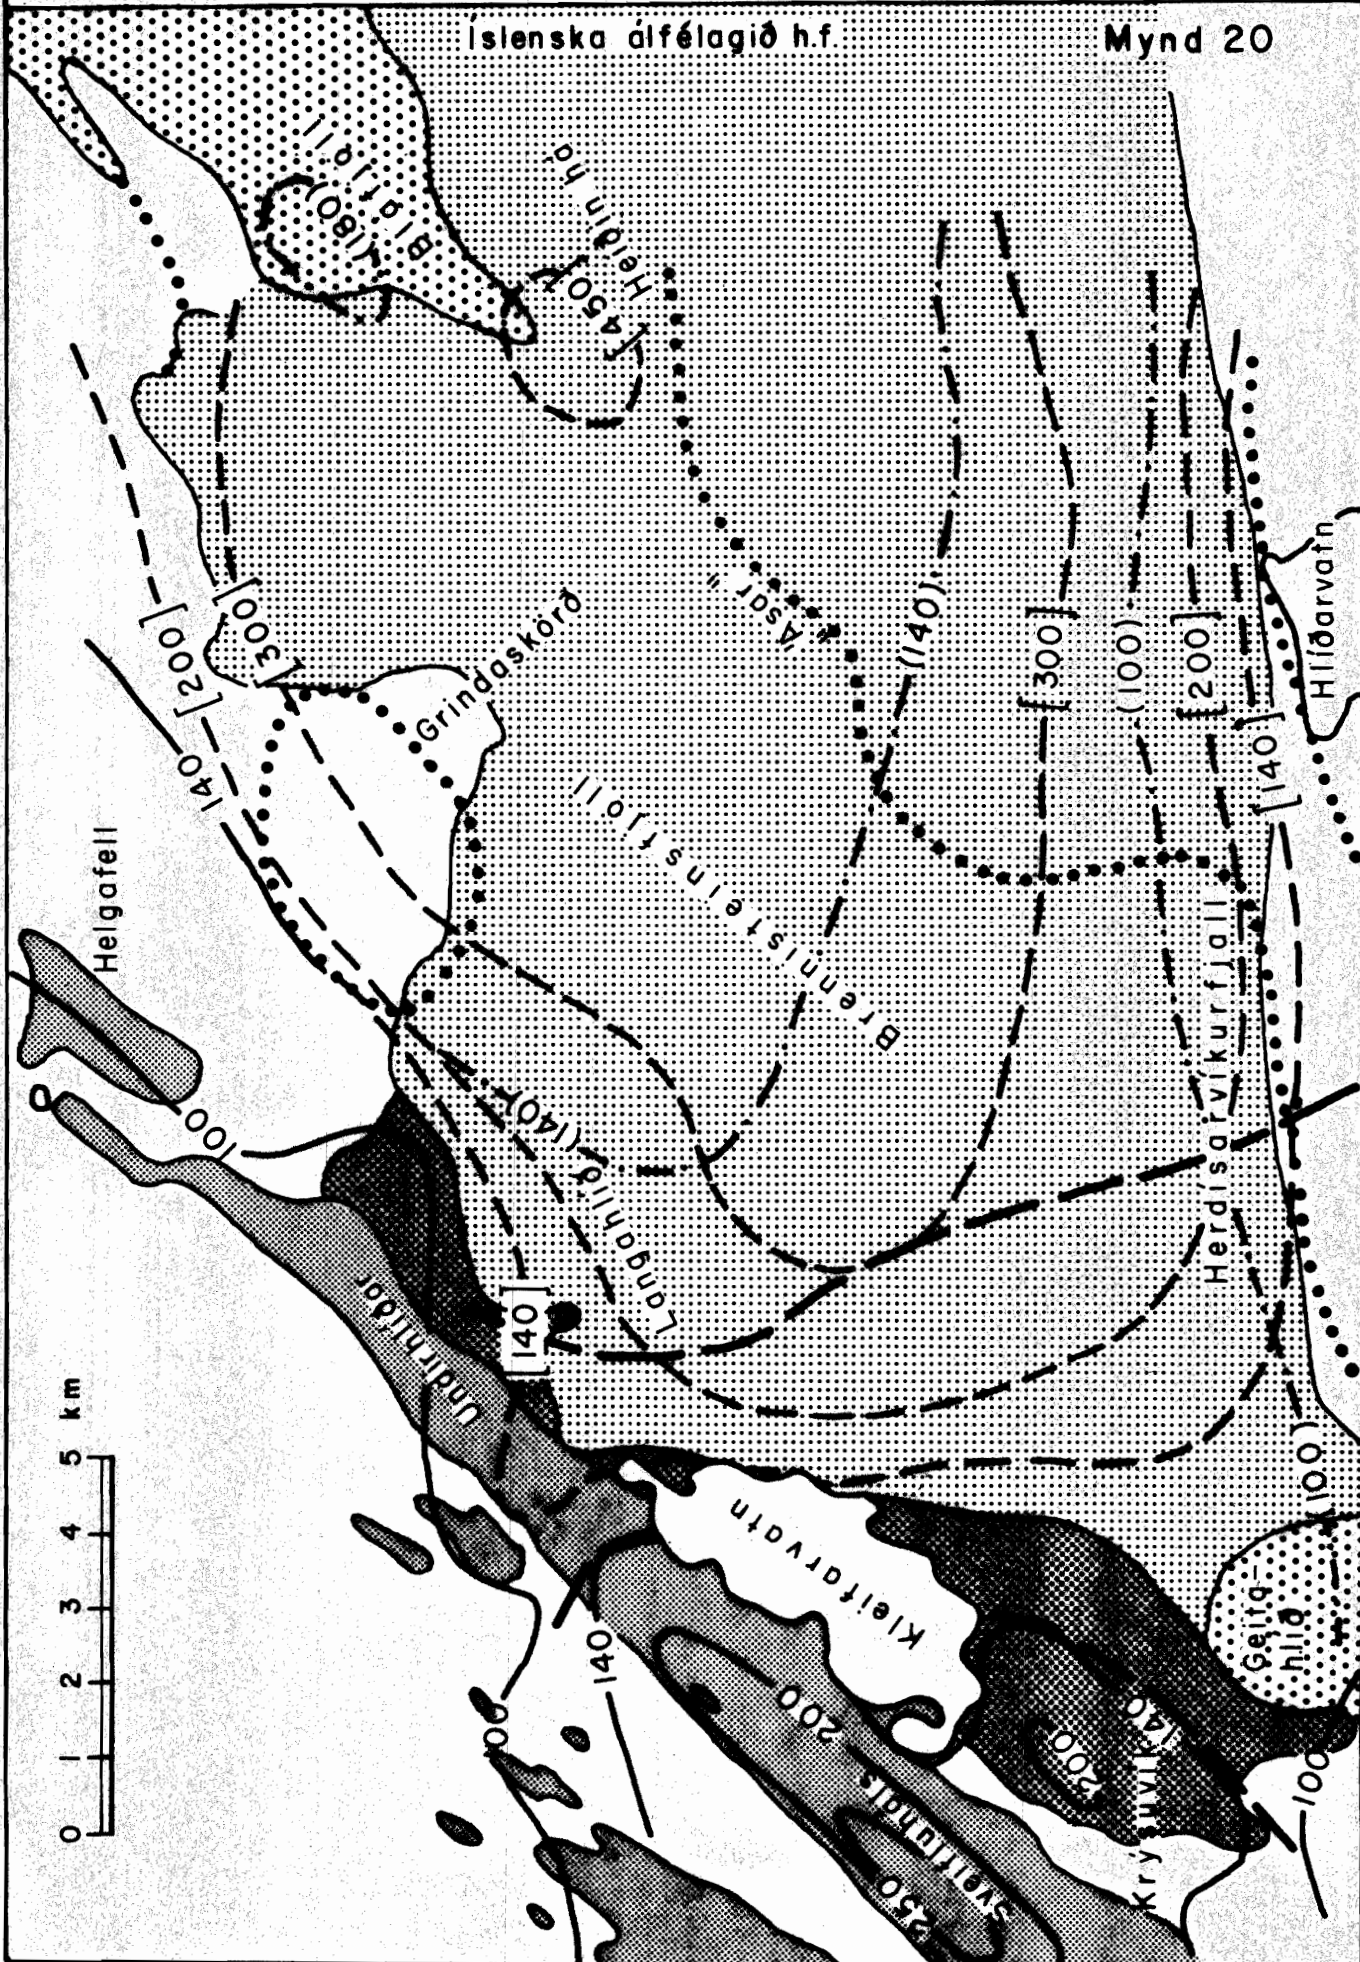 Íslenska álfélagið h.f.
Mynd 20
Bláfjöll
(180)
Heiðin há
[450]
[200]
[300]
140
Grindaskörð
"Ásar"
Helgafell
Brennisteinsfjöll
(140)
[300]
(100)
[200]
[140]
Hlíðarvatn
100
(140)
Langahlíð
Herdísarvíkurfjall
Undirhlíðar
[140]
0 1 2 3 4 5 km
Kleifarvatn
(100)
Geita-
hlíð
140
100
200
Sveifluháls
250
200
140
Krýsuvík
100